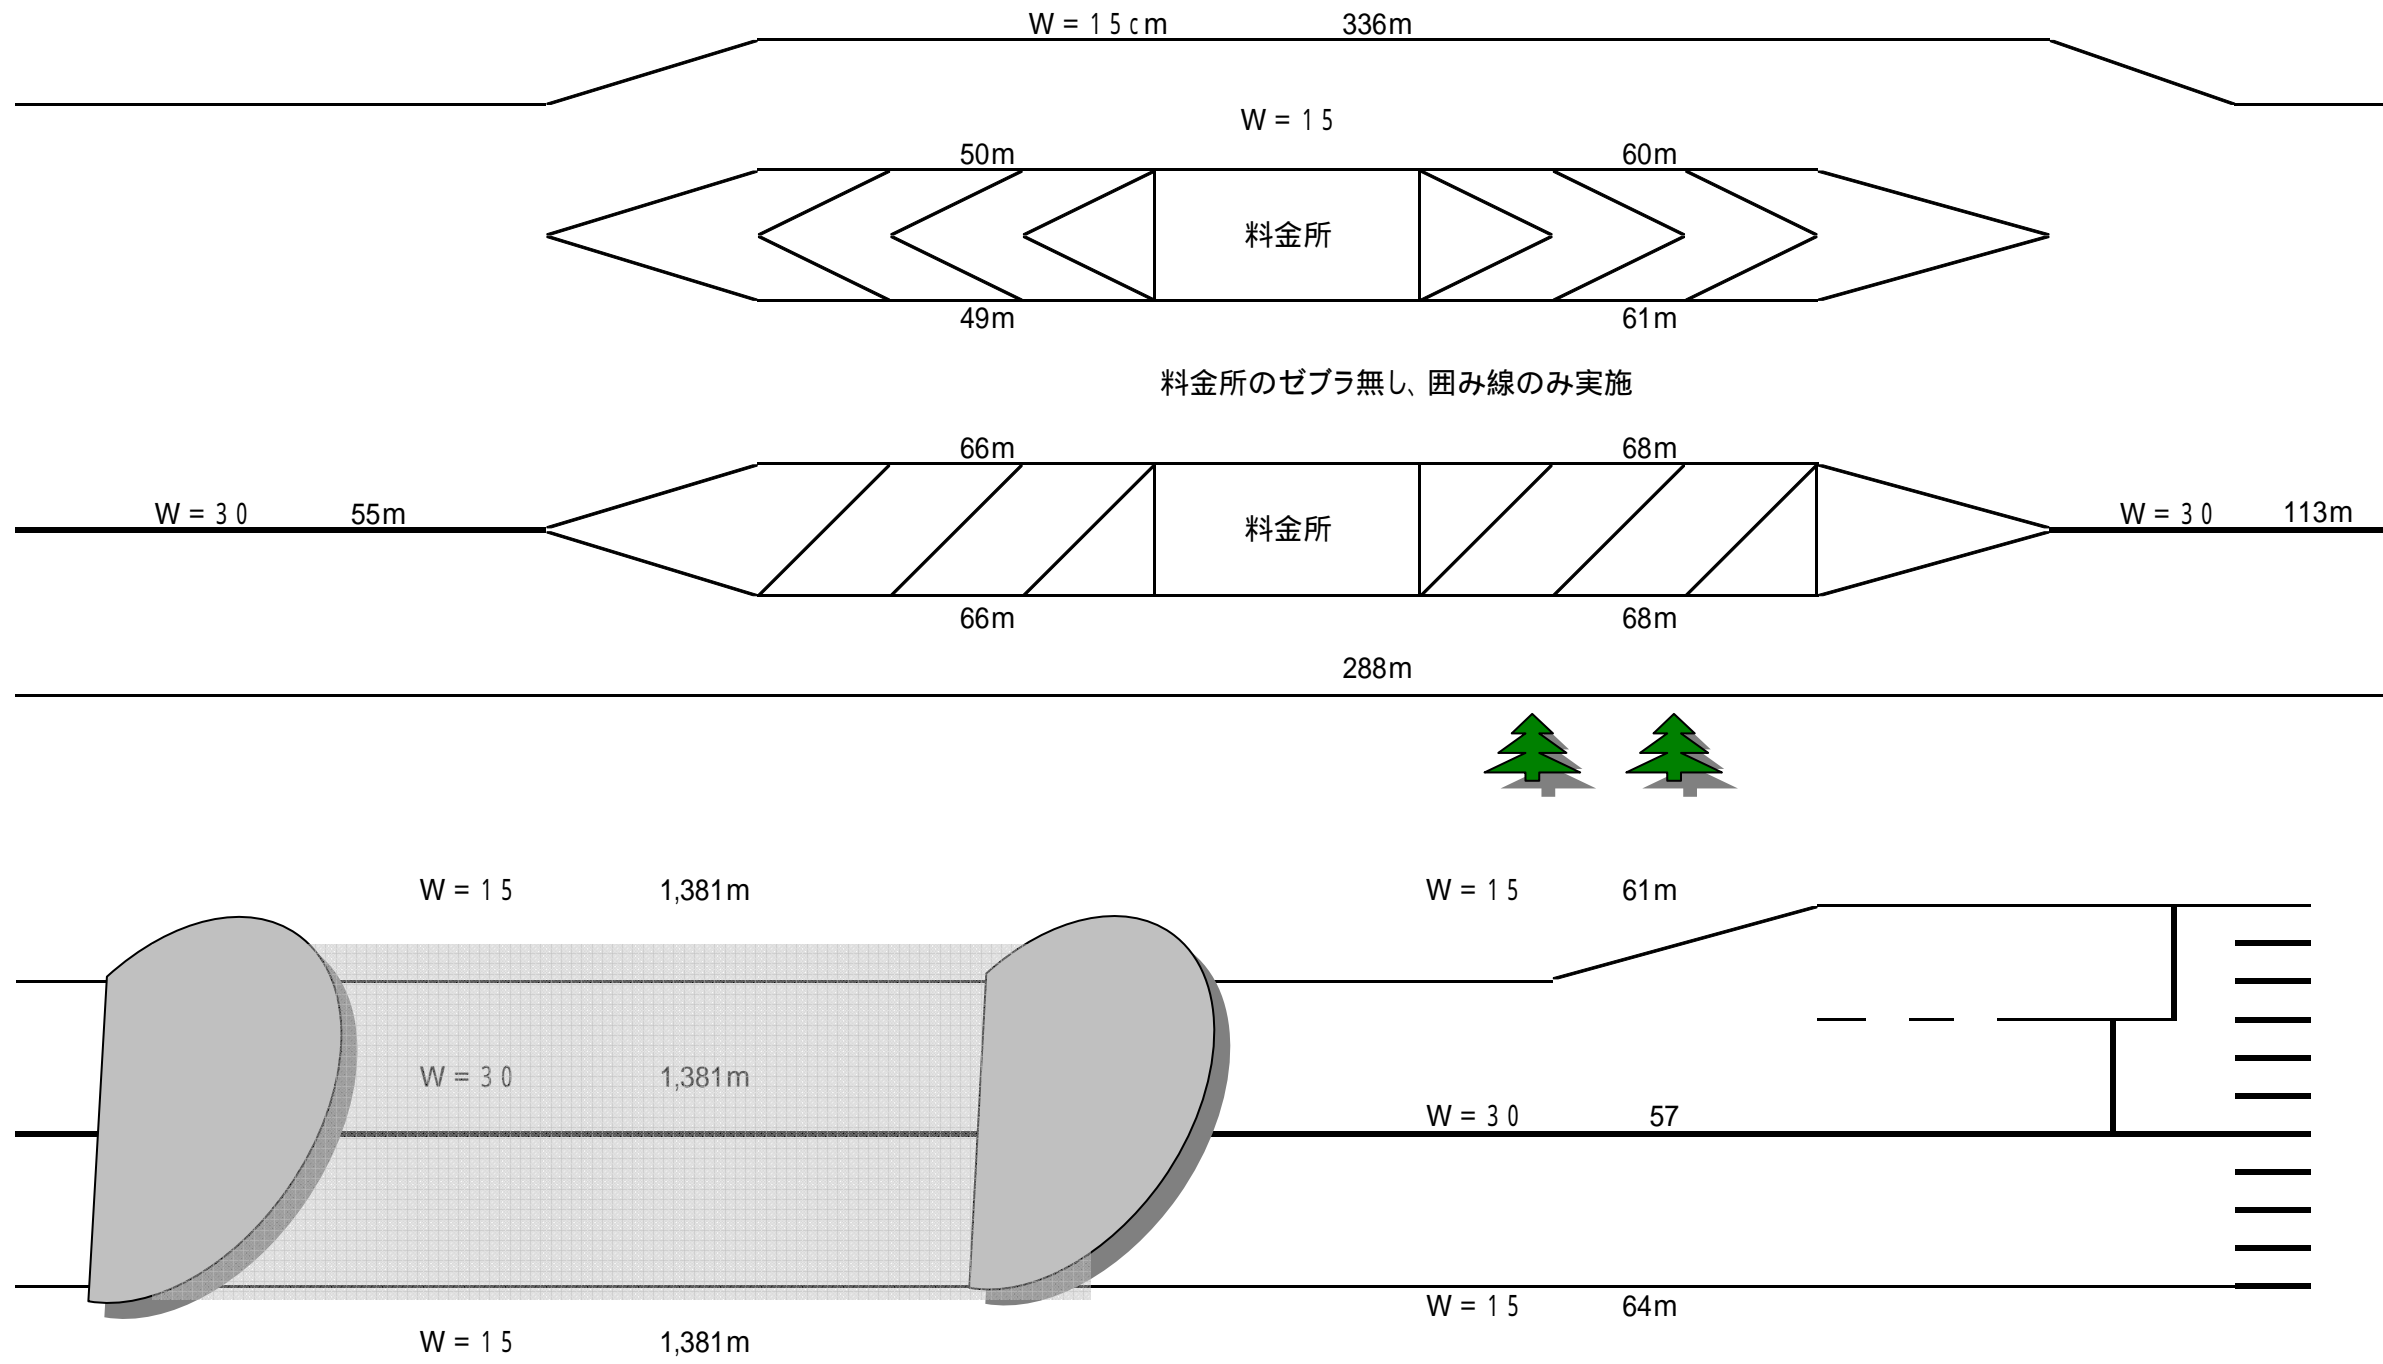 W = 15cm 336m
W = 15
50m 60m
料金所
49m 61m
料金所のゼブラ無し、囲み線のみ実施
66m 68m
W = 30 55m 料金所 W = 30 113m
66m 68m
288m
W = 15 1,381m W = 15 61m
W = 30 1,381m
W = 30 57
W = 15 64m
W = 15 1,381m